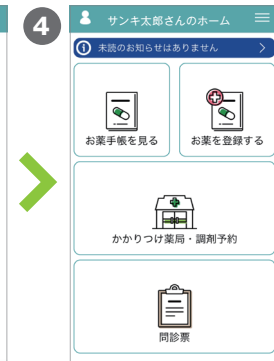 4
サンキ太郎さんのホーム
未読のお知らせはありません
お薬手帳を見る
お薬を登録する
かかりつけ薬局・調剤予約
問診票